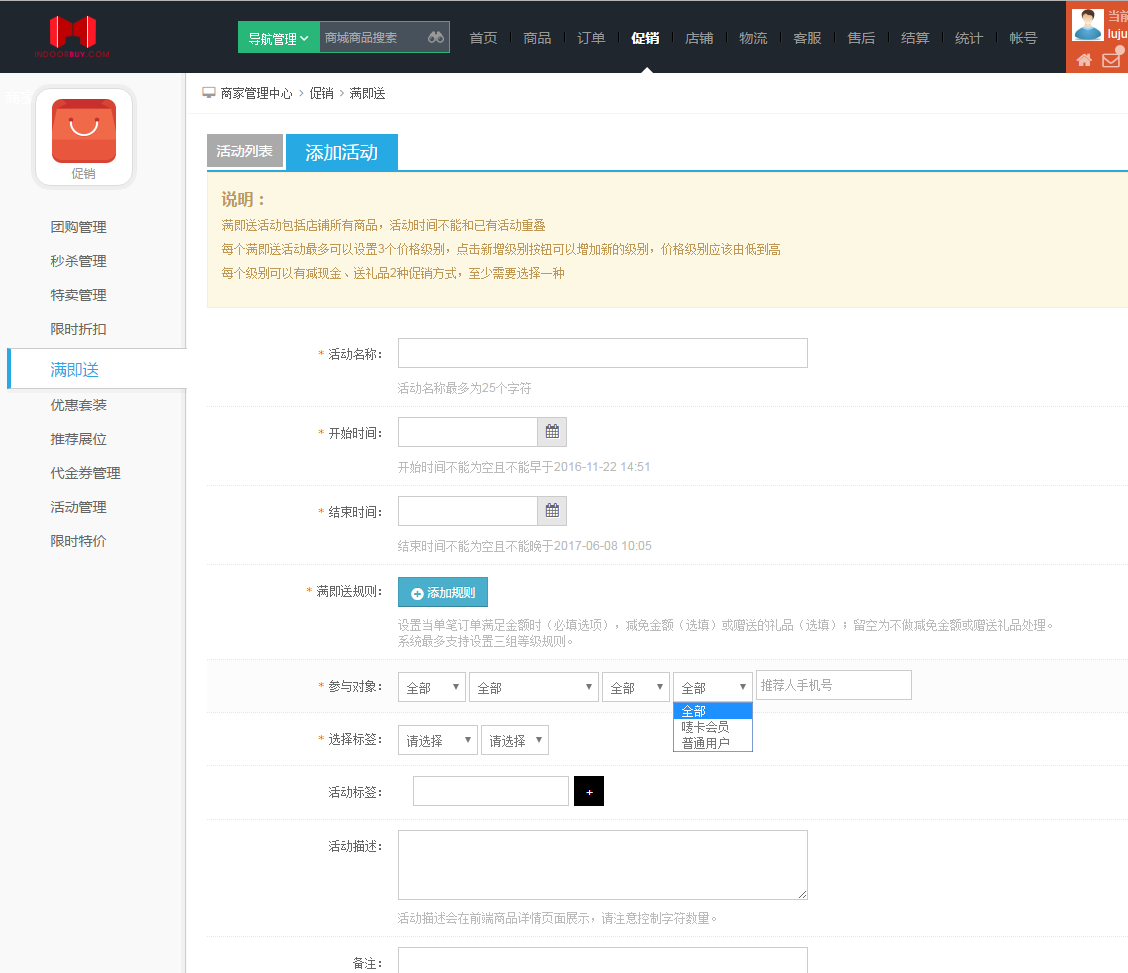 INDOORBUY.COM
导航管理
商城商品搜索
首页
商品
订单
促销
店铺
物流
客服
售后
结算
统计
帐号
当前
luju
商家管理中心 > 促销 > 满即送
促销
团购管理
秒杀管理
特卖管理
限时折扣
满即送
优惠套装
推荐展位
代金券管理
活动管理
限时特价
活动列表
添加活动
说明：
满即送活动包括店铺所有商品，活动时间不能和已有活动重叠
每个满即送活动最多可以设置3个价格级别，点击新增级别按钮可以增加新的级别，价格级别应该由低到高
每个级别可以有减现金、送礼品2种促销方式，至少需要选择一种
* 活动名称：
活动名称最多为25个字符
* 开始时间：
开始时间不能为空且不能早于2016-11-22 14:51
* 结束时间：
结束时间不能为空且不能晚于2017-06-08 10:05
* 满即送规则：
添加规则
设置当单笔订单满足金额时（必填选项），减免金额（选填）或赠送的礼品（选填）；留空为不做减免金额或赠送礼品处理。
系统最多支持设置三组等级规则。
* 参与对象：
全部
全部
全部
全部
推荐人手机号
全部
唛卡会员
普通用户
* 选择标签：
请选择
请选择
活动标签：
+
活动描述：
活动描述会在前端商品详情页面展示，请注意控制字符数量。
备注：